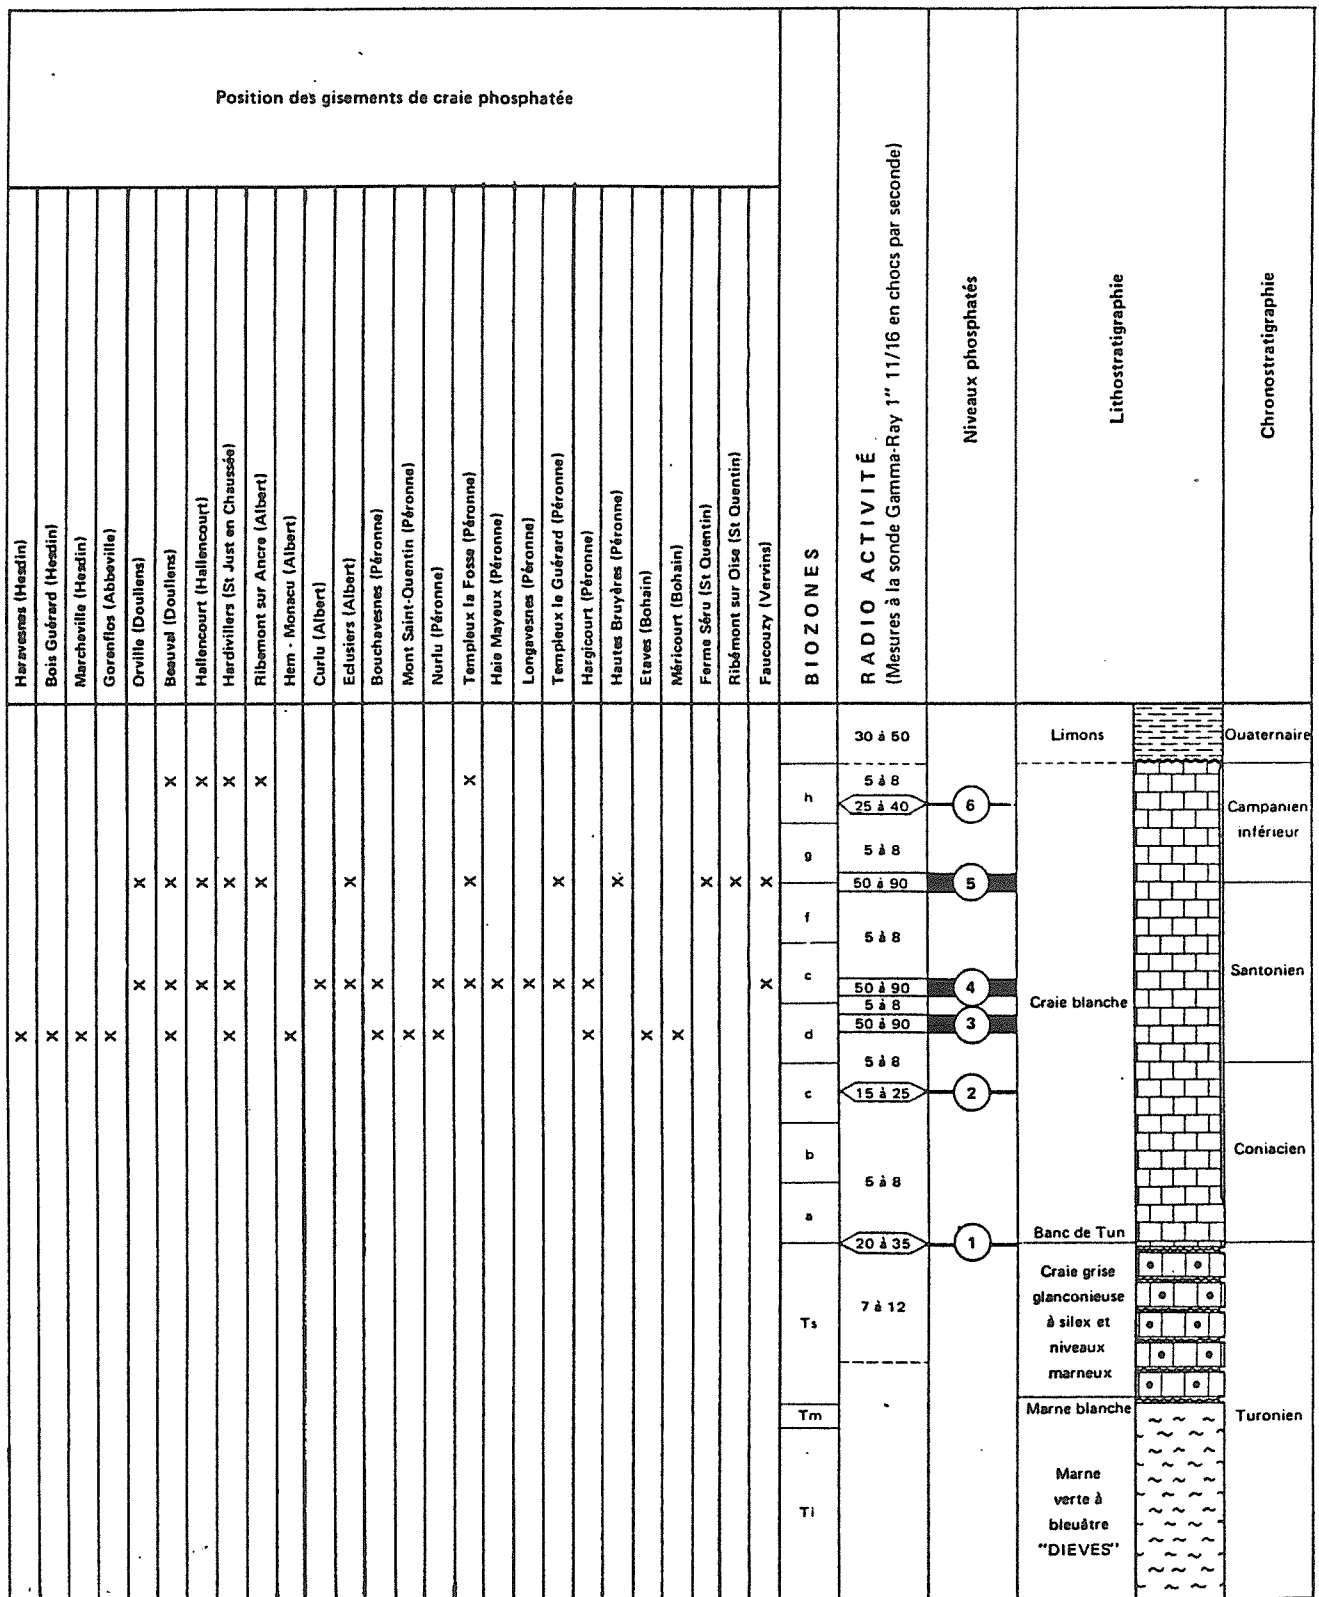 Position des gisements de craie phosphatée
Haravesnes (Hesdin)
Bois Guérard (Hesdin)
Marcheville (Hesdin)
Gorenflos (Abbeville)
Orville (Doullens)
Beauval (Doullens)
Hallencourt (Hallencourt)
Hardivillers (St Just en Chaussée)
Ribemont sur Ancre (Albert)
Hem - Monacu (Albert)
Curlu (Albert)
Eclusiers (Albert)
Bouchavesnes (Péronne)
Mont Saint-Quentin (Péronne)
Nurlu (Péronne)
Templeux la Fosse (Péronne)
Haie Mayeux (Péronne)
Longavesnes (Péronne)
Templeux le Guérard (Péronne)
Hargicourt (Péronne)
Hautes Bruyères (Péronne)
Etaves (Bohain)
Méricourt (Bohain)
Ferme Séru (St Quentin)
Ribémont sur Oise (St Quentin)
Faucouzy (Vervins)
BIOZONES
RADIO ACTIVITÉ
(Mesures à la sonde Gamma-Ray 1" 11/16 en chocs par seconde)
Niveaux phosphatés
Lithostratigraphie
Chronostratigraphie
30 à 50 Limons Quaternaire
X X X X X 5 à 8
h 25 à 40 6 Campanien
inférieur
g 5 à 8
X X X X X X X X X X X X 50 à 90 5
f
5 à 8
c Santonien
X X X X X X X X X X X X X X 50 à 90 4
5 à 8 Craie blanche
50 à 90 3
X X X X X X X X X X X X X d
5 à 8
c 15 à 25 2
b Coniacien
5 à 8
a
Banc de Tun
20 à 35 1
Craie grise
glanconieuse
à silex et
niveaux
marneux
7 à 12
Ts
Marne blanche
Tm Turonien
Marne
verte à
bleuâtre
"DIEVES"
Ti